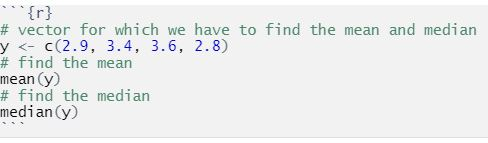 ```{r}
# vector for which we have to find the mean and median
y <- c(2.9, 3.4, 3.6, 2.8)
# find the mean
mean(y)
# find the median
median(y)
```